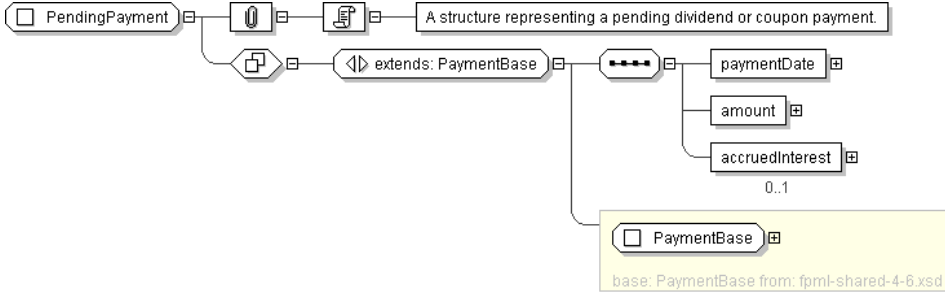 PendingPayment
A structure representing a pending dividend or coupon payment.
extends: PaymentBase
paymentDate
amount
accruedInterest
0..1
PaymentBase
base: PaymentBase from: fpml-shared-4-6.xsd